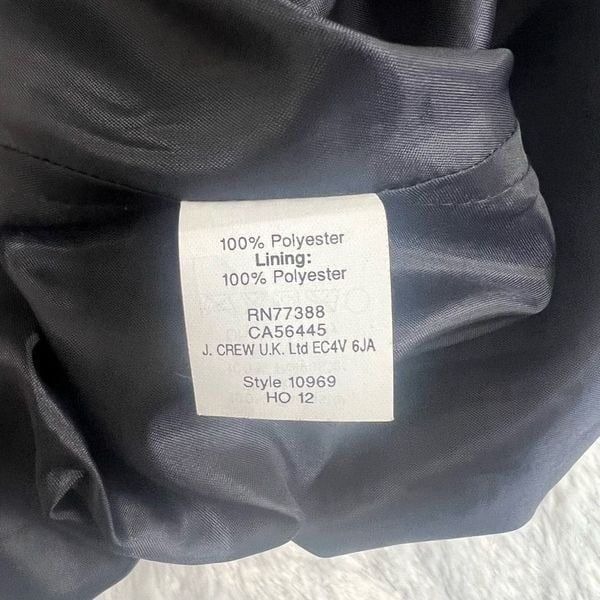 100% Polyester
Lining:
100% Polyester
RN77388
CA56445
J. CREW U.K. Ltd EC4V 6JA
Style 10969
HO 12